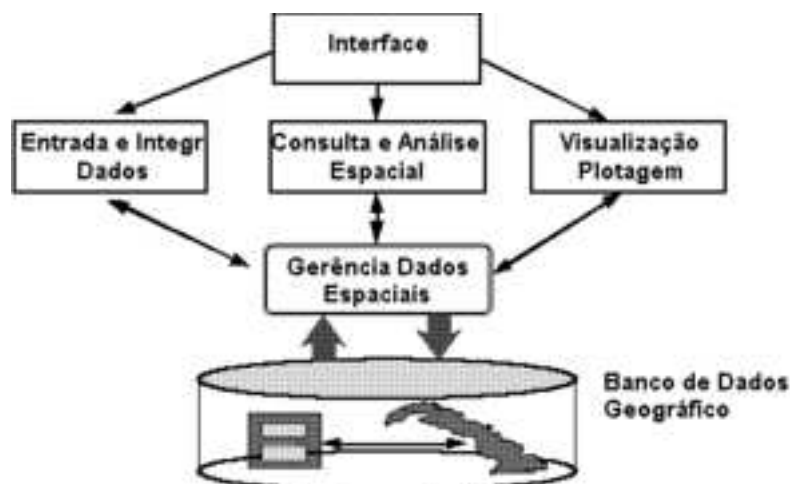 Interface
Entrada e Integr
Dados
Consulta e Análise
Espacial
Visualização
Plotagem
Gerência Dados
Espaciais
Banco de Dados
Geográfico